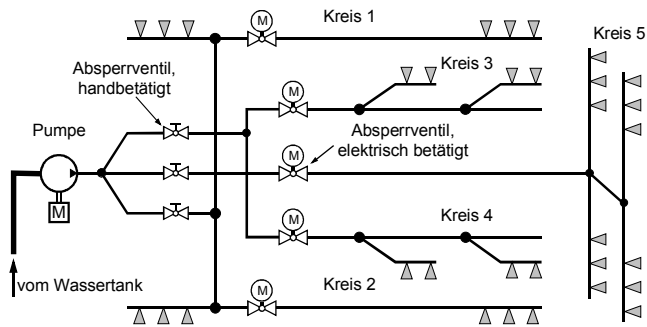 M
Kreis 1
Kreis 5
Absperrventil,
handbetätigt
M
Kreis 3
Pumpe
M
Absperrventil,
elektrisch betätigt
M
M
Kreis 4
vom Wassertank
M
Kreis 2